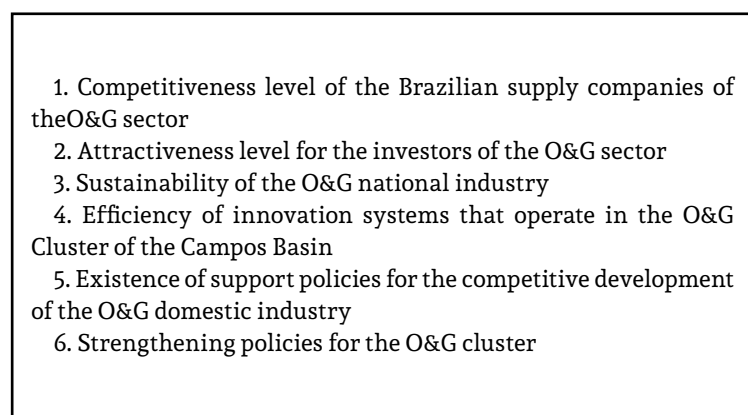 1. Competitiveness level of the Brazilian supply companies of
theO&G sector
2. Attractiveness level for the investors of the O&G sector
3. Sustainability of the O&G national industry
4. Efficiency of innovation systems that operate in the O&G
Cluster of the Campos Basin
5. Existence of support policies for the competitive development
of the O&G domestic industry
6. Strengthening policies for the O&G cluster